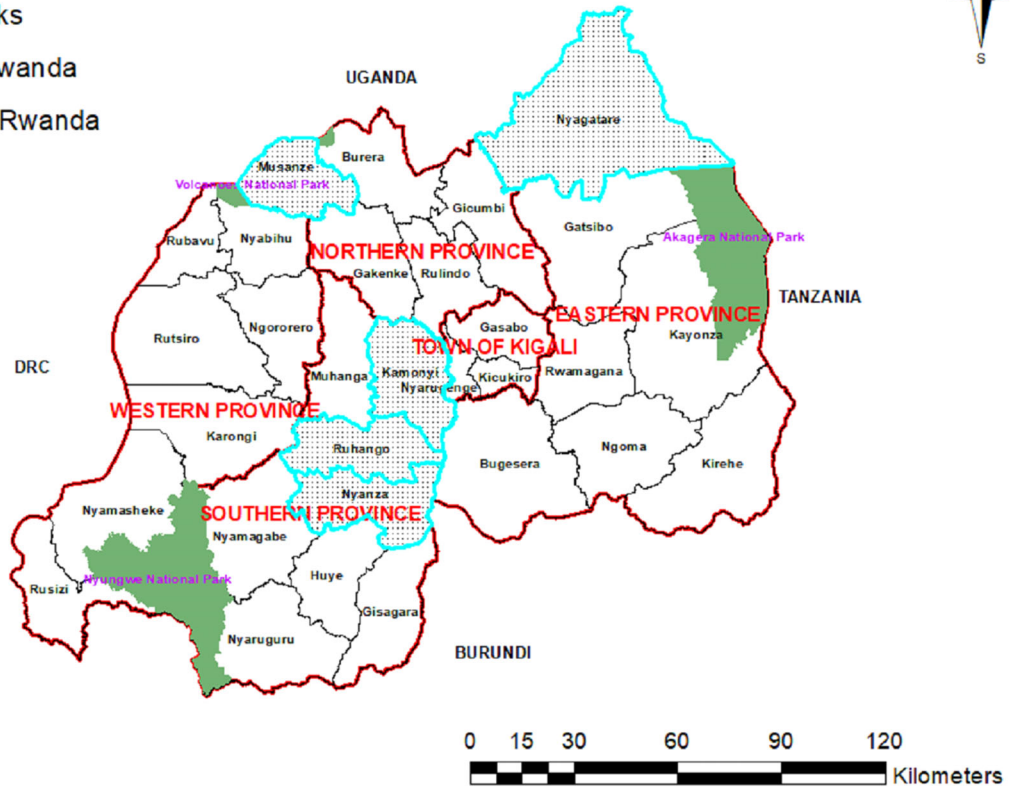 ks
wanda
Rwanda
S
UGANDA
Nyagatare
Burera
Musanze
Volcanoes National Park
Gicumbi
Gatsibo
Rubavu
Nyabihu
Akagera National Park
NORTHERN PROVINCE
Gakenke
Rulindo
TANZANIA
EASTERN PROVINCE
Gasabo
Ngororero
Kayonza
Rutsiro
TOWN OF KIGALI
DRC
Muhanga
Kamonyi
Kicukiro
Rwamagana
Nyarugenge
WESTERN PROVINCE
Karongi
Ruhango
Ngoma
Bugesera
Kirehe
Nyanza
Nyamasheke
SOUTHERN PROVINCE
Nyamagabe
Huye
Nyungwe National Park
Rusizi
Gisagara
Nyaruguru
BURUNDI
0 15 30 60 90 120
Kilometers